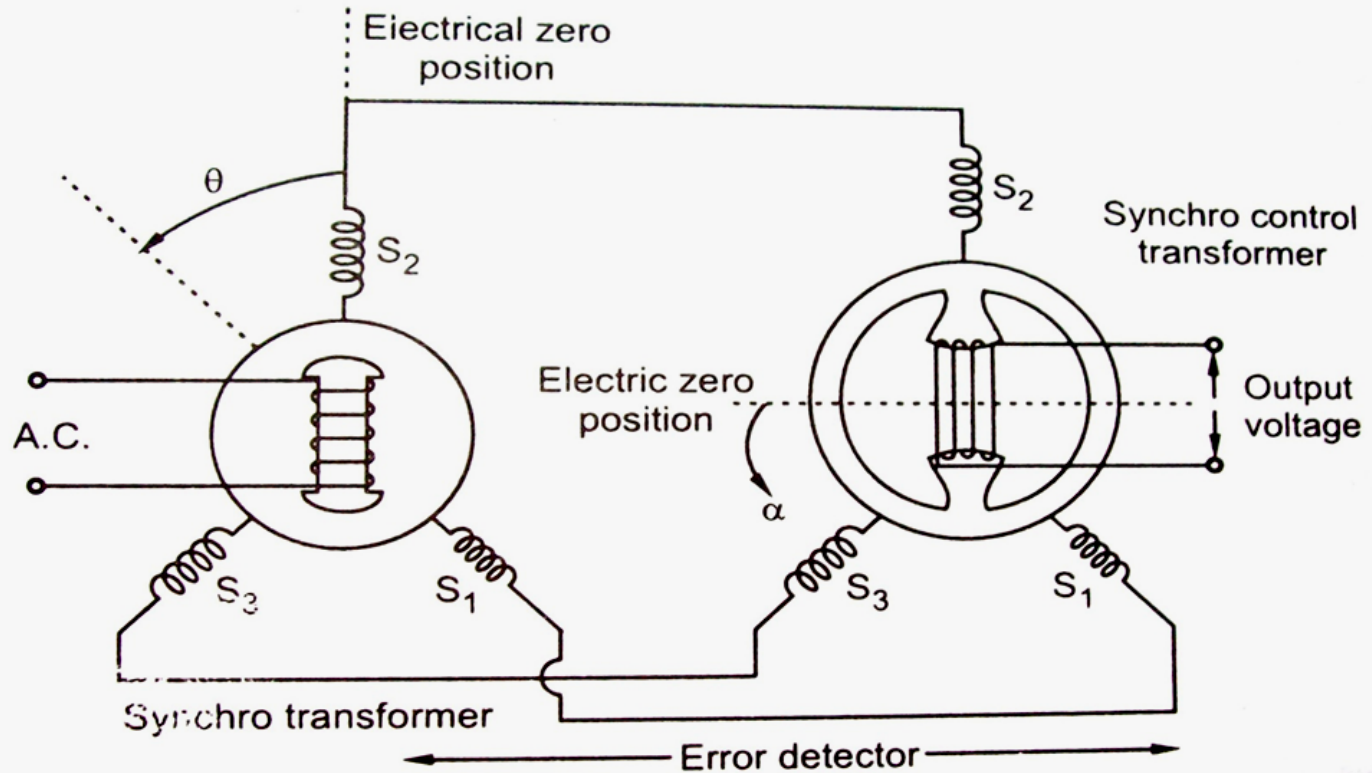 Eiectrical zero
position
θ
S2
S2
Synchro control
transformer
Electric zero
position
Output
voltage
A.C.
α
S3
S1
S3
S1
Synchro transformer
Error detector